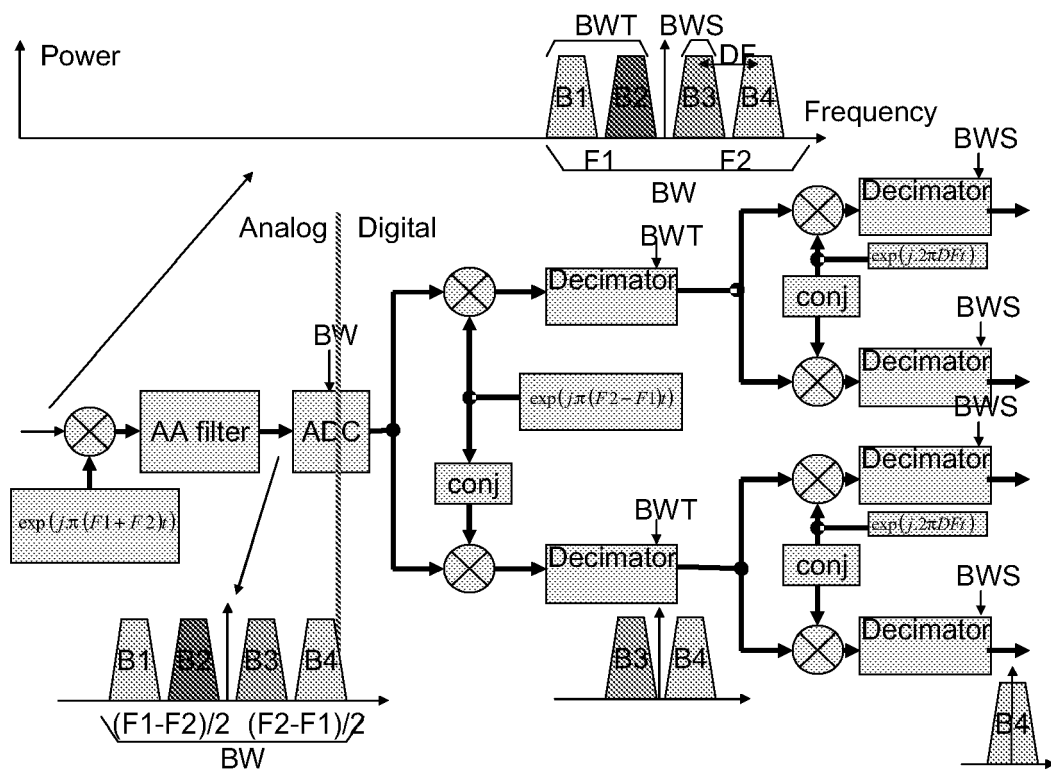 BWT
BWS
Power
DF
B1
B2
B3
B4
Frequency
F1
F2
BW
BWS
Decimator
Analog
Digital
BWT
Decimator
exp(j.2πDFt)
conj
BWS
BW
Decimator
exp(j.π(F2−F1)t)
BWS
AA filter
ADC
Decimator
conj
exp(j.π(F1+F2)t)
BWT
exp(j.2πDFt)
Decimator
conj
BWS
Decimator
B1
B2
B3
B4
B3
B4
(F1-F2)/2
(F2-F1)/2
BW
B4